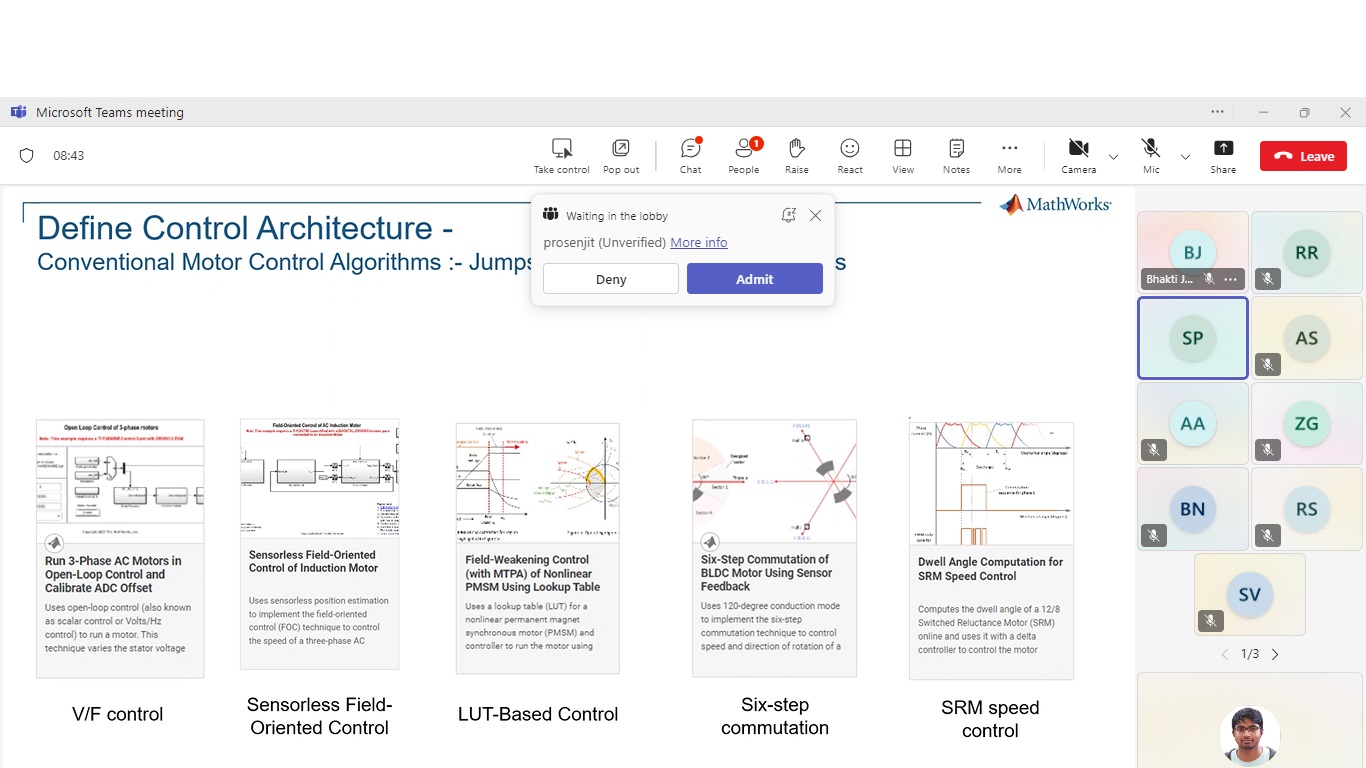 Microsoft Teams meeting
08:43
Take control
Pop out
Chat
People
1
Raise
React
View
Notes
More
Camera
Mic
Share
Leave
Define Control Architecture -
Conventional Motor Control Algorithms :- Jumps
s
Waiting in the lobby
prosenjit (Unverified) More info
Deny
Admit
MathWorks
BJ
Bhakti J...
RR
SP
AS
AA
ZG
BN
RS
SV
1/3
Open Loop Control of 3-phase motors
Run 3-Phase AC Motors in
Open-Loop Control and
Calibrate ADC Offset
Uses open-loop control (also known
as scalar control or Volts/Hz
control) to run a motor. This
technique varies the stator voltage
V/F control
Field-Oriented Control of AC Induction Motor
Sensorless Field-Oriented
Control of Induction Motor
Uses sensorless position estimation
to implement the field-oriented
control (FOC) technique to control
the speed of a three-phase AC
Sensorless Field-
Oriented Control
Field-Weakening Control
(with MTPA) of Nonlinear
PMSM Using Lookup Table
Uses a lookup table (LUT) for a
nonlinear permanent magnet
synchronous motor (PMSM) and
controller to run the motor using
LUT-Based Control
Six-Step Commutation of
BLDC Motor Using Sensor
Feedback
Uses 120-degree conduction mode
to implement the six-step
commutation technique to control
speed and direction of rotation of a
Six-step
commutation
Dwell Angle Computation for
SRM Speed Control
Computes the dwell angle of a 12/8
Switched Reluctance Motor (SRM)
online and uses it with a delta
controller to control the motor
SRM speed
control